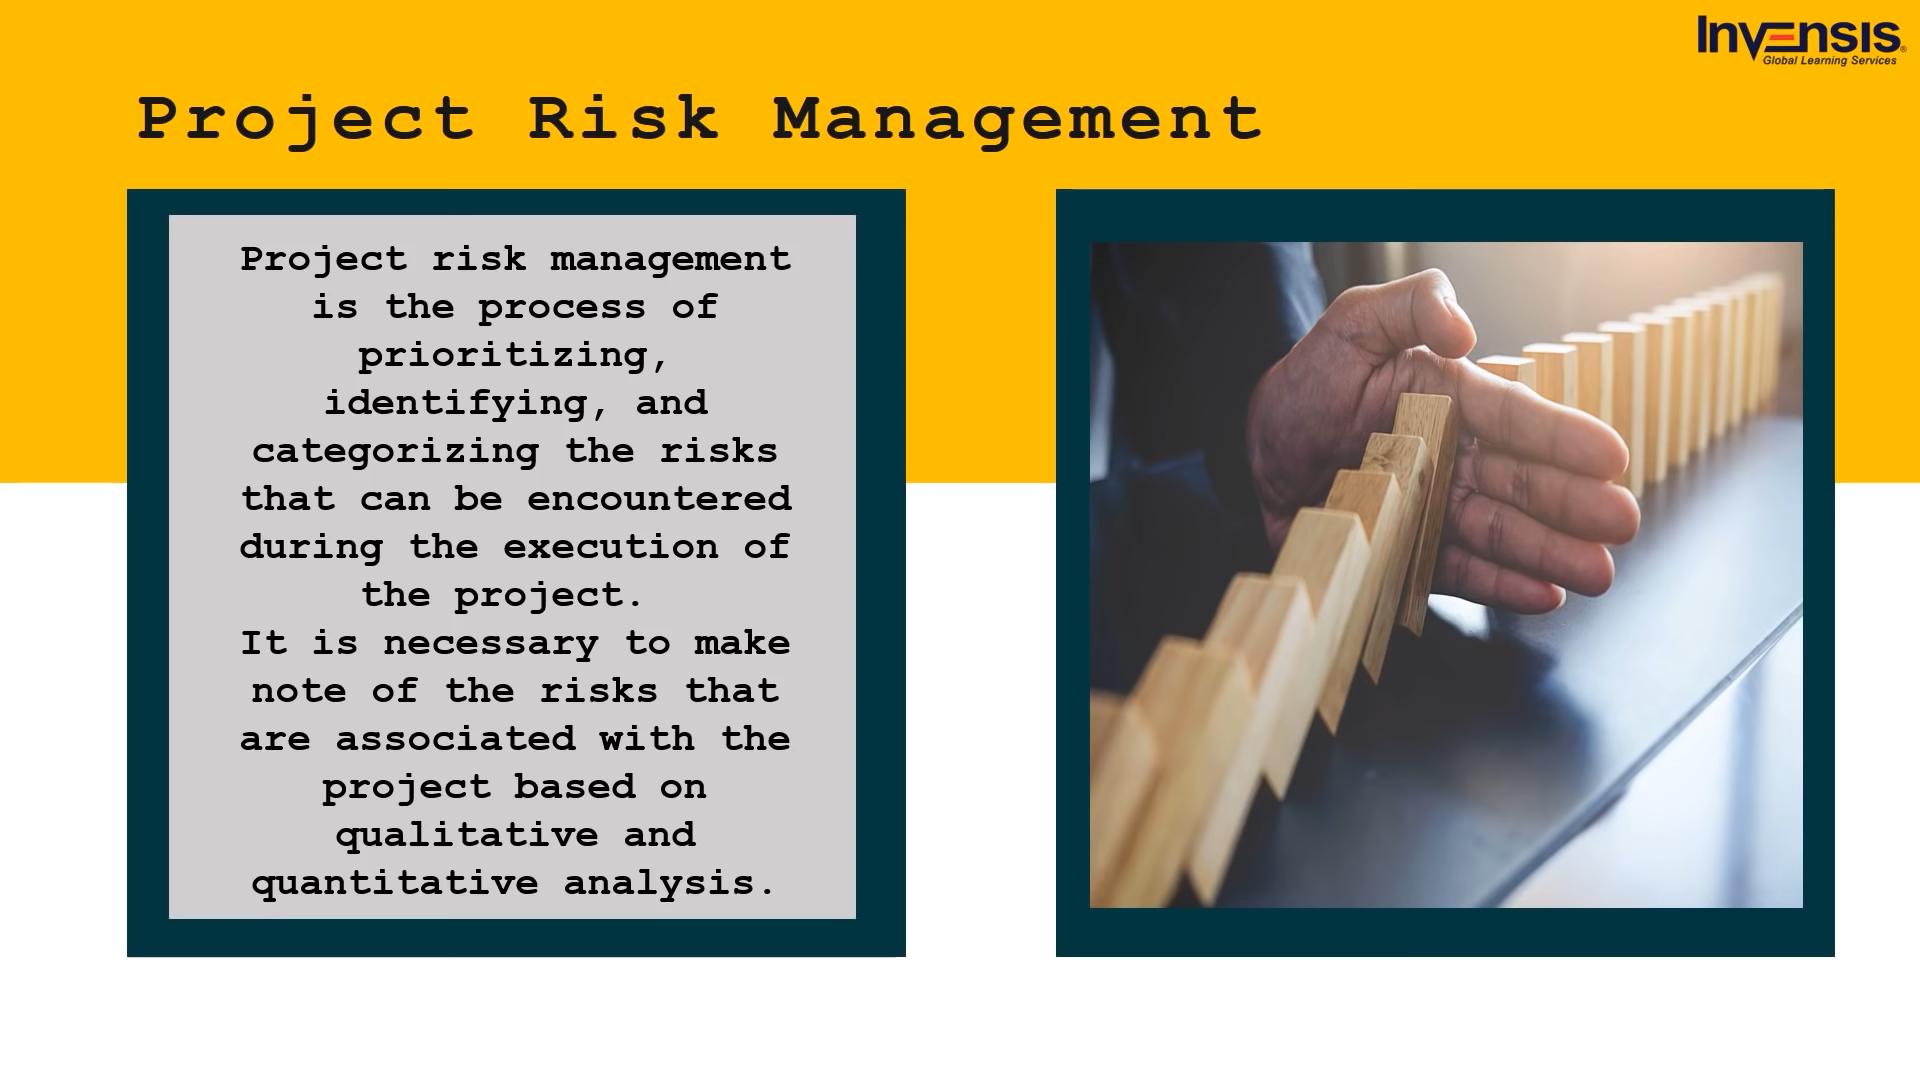 Invensis®
Global Learning Services
Project Risk Management
Project risk management
is the process of
prioritizing,
identifying, and
categorizing the risks
that can be encountered
during the execution of
the project.
It is necessary to make
note of the risks that
are associated with the
project based on
qualitative and
quantitative analysis.